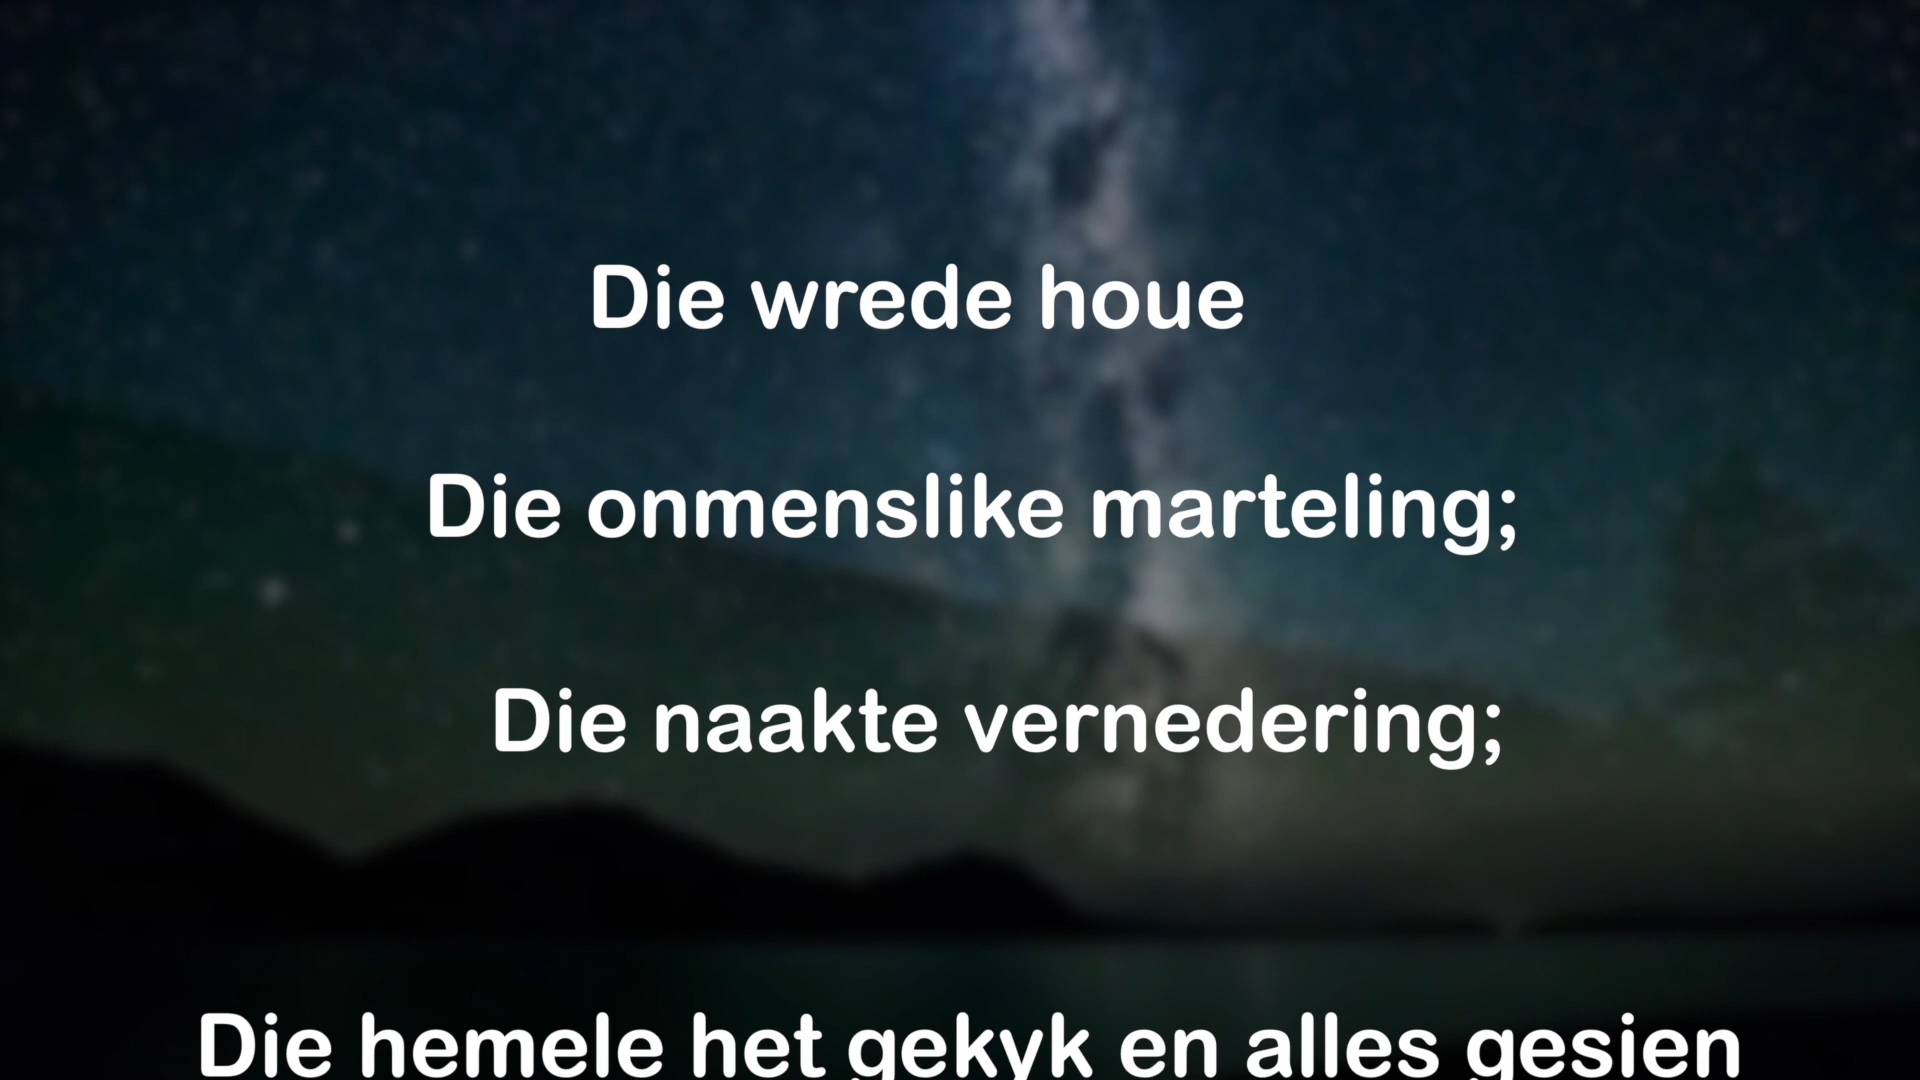 Die wrede houe
Die onmenslike marteling;
Die naakte vernedering;
Die hemele het gekyk en alles gesien